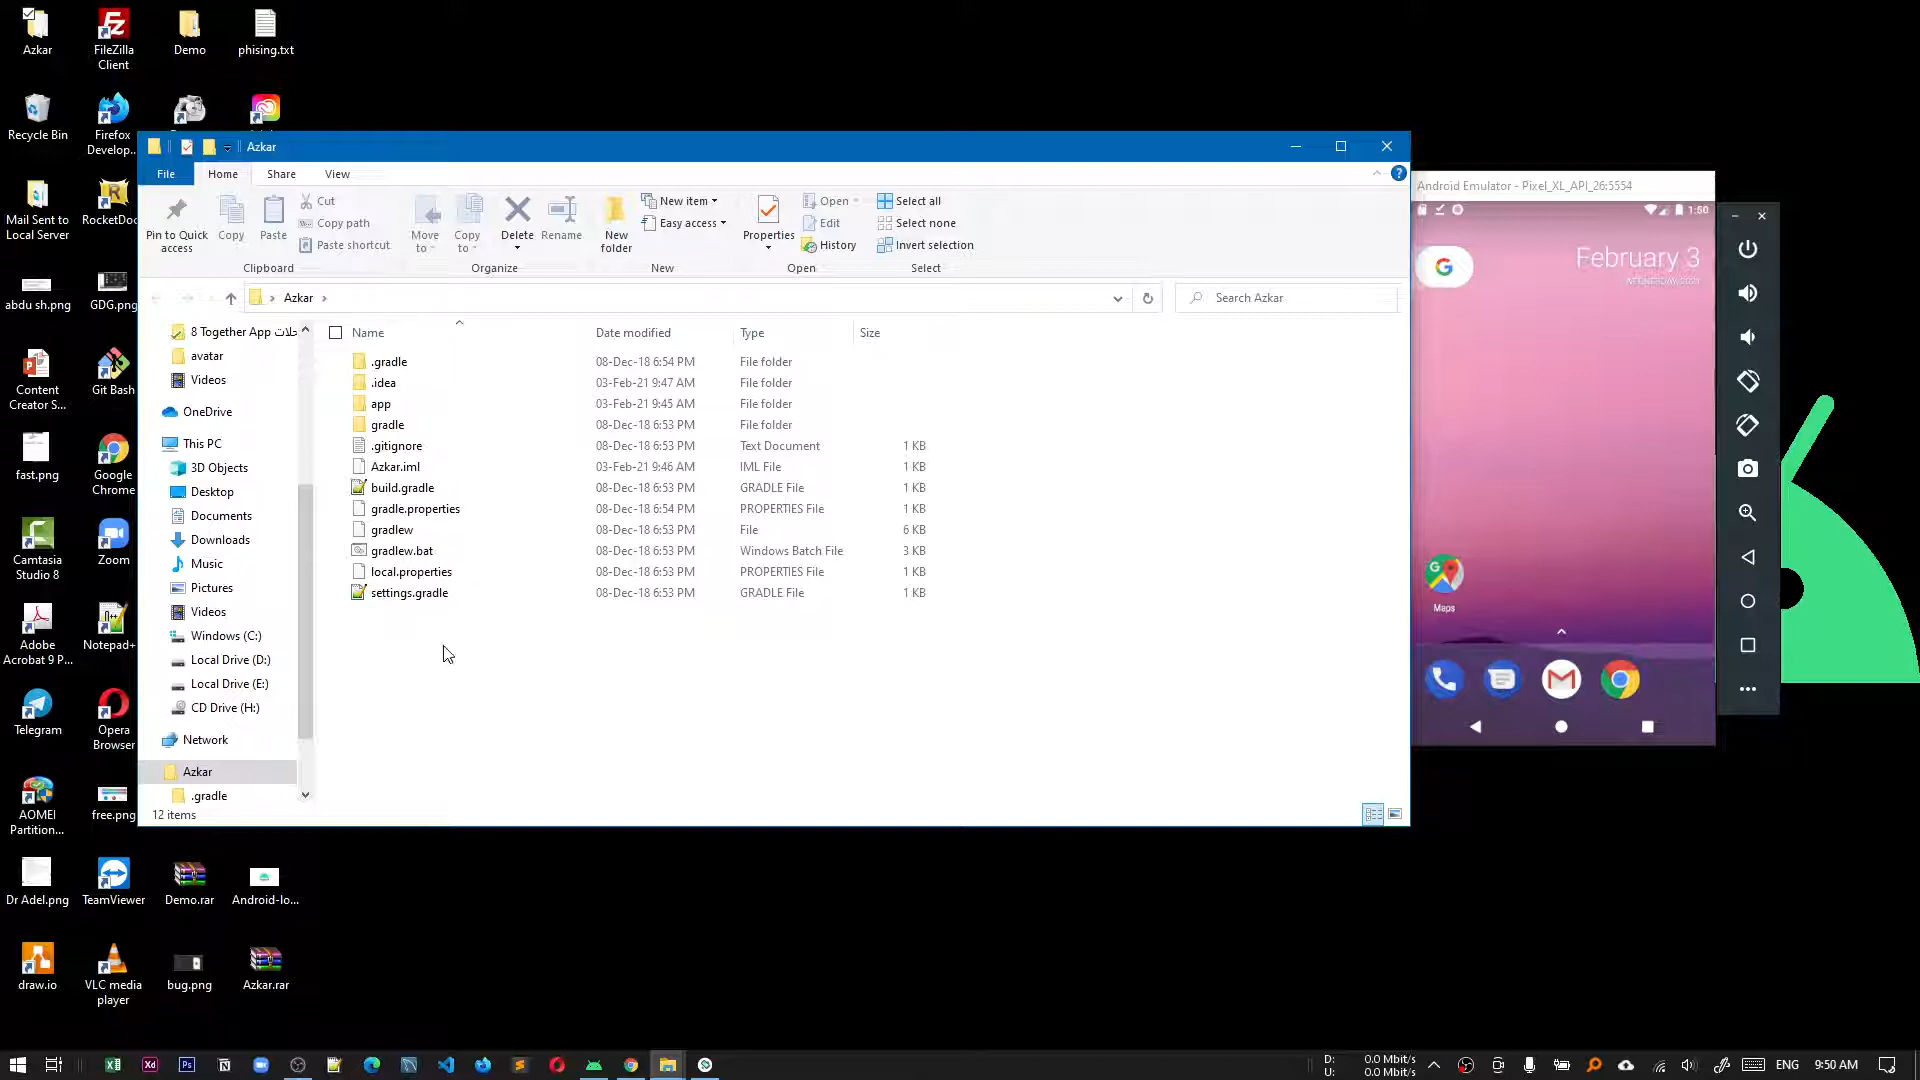 Azkar
FileZilla
Client
Demo
phising.txt
Recycle Bin
Firefox
Develop...
Mail Sent to
Local Server
RocketDoc
abdu sh.png
GDG.png
Content
Creator S...
Git Bash
fast.png
Google
Chrome
Camtasia
Studio 8
Zoom
Adobe
Acrobat 9 P...
Notepad+
Telegram
Opera
Browser
AOMEI
Partition...
free.png
Dr Adel.png
TeamViewer
Demo.rar
Android-lo...
draw.io
VLC media
player
bug.png
Azkar.rar
Azkar
File
Home
Share
View
Pin to Quick
access
Copy
Paste
Cut
Copy path
Paste shortcut
Clipboard
Move
to
Copy
to
Delete
Rename
Organize
New
folder
New item
Easy access
New
Properties
Open
Edit
History
Open
Select all
Select none
Invert selection
Select
Azkar
Search Azkar
8 Together App
avatar
Videos
OneDrive
This PC
3D Objects
Desktop
Documents
Downloads
Music
Pictures
Videos
Windows (C:)
Local Drive (D:)
Local Drive (E:)
CD Drive (H:)
Network
Azkar
.gradle
Name Date modified Type Size
.gradle 08-Dec-18 6:54 PM File folder
.idea 03-Feb-21 9:47 AM File folder
app 03-Feb-21 9:45 AM File folder
gradle 08-Dec-18 6:53 PM File folder
.gitignore 08-Dec-18 6:53 PM Text Document 1 KB
Azkar.iml 03-Feb-21 9:46 AM IML File 1 KB
build.gradle 08-Dec-18 6:53 PM GRADLE File 1 KB
gradle.properties 08-Dec-18 6:54 PM PROPERTIES File 1 KB
gradlew 08-Dec-18 6:53 PM File 6 KB
gradlew.bat 08-Dec-18 6:53 PM Windows Batch File 3 KB
local.properties 08-Dec-18 6:53 PM PROPERTIES File 1 KB
settings.gradle 08-Dec-18 6:53 PM GRADLE File 1 KB
12 items
Android Emulator - Pixel_XL_API_26:5554
1:50
February 3
Maps
D: 0.0 Mbit/s
U: 0.0 Mbit/s
ENG
9:50 AM